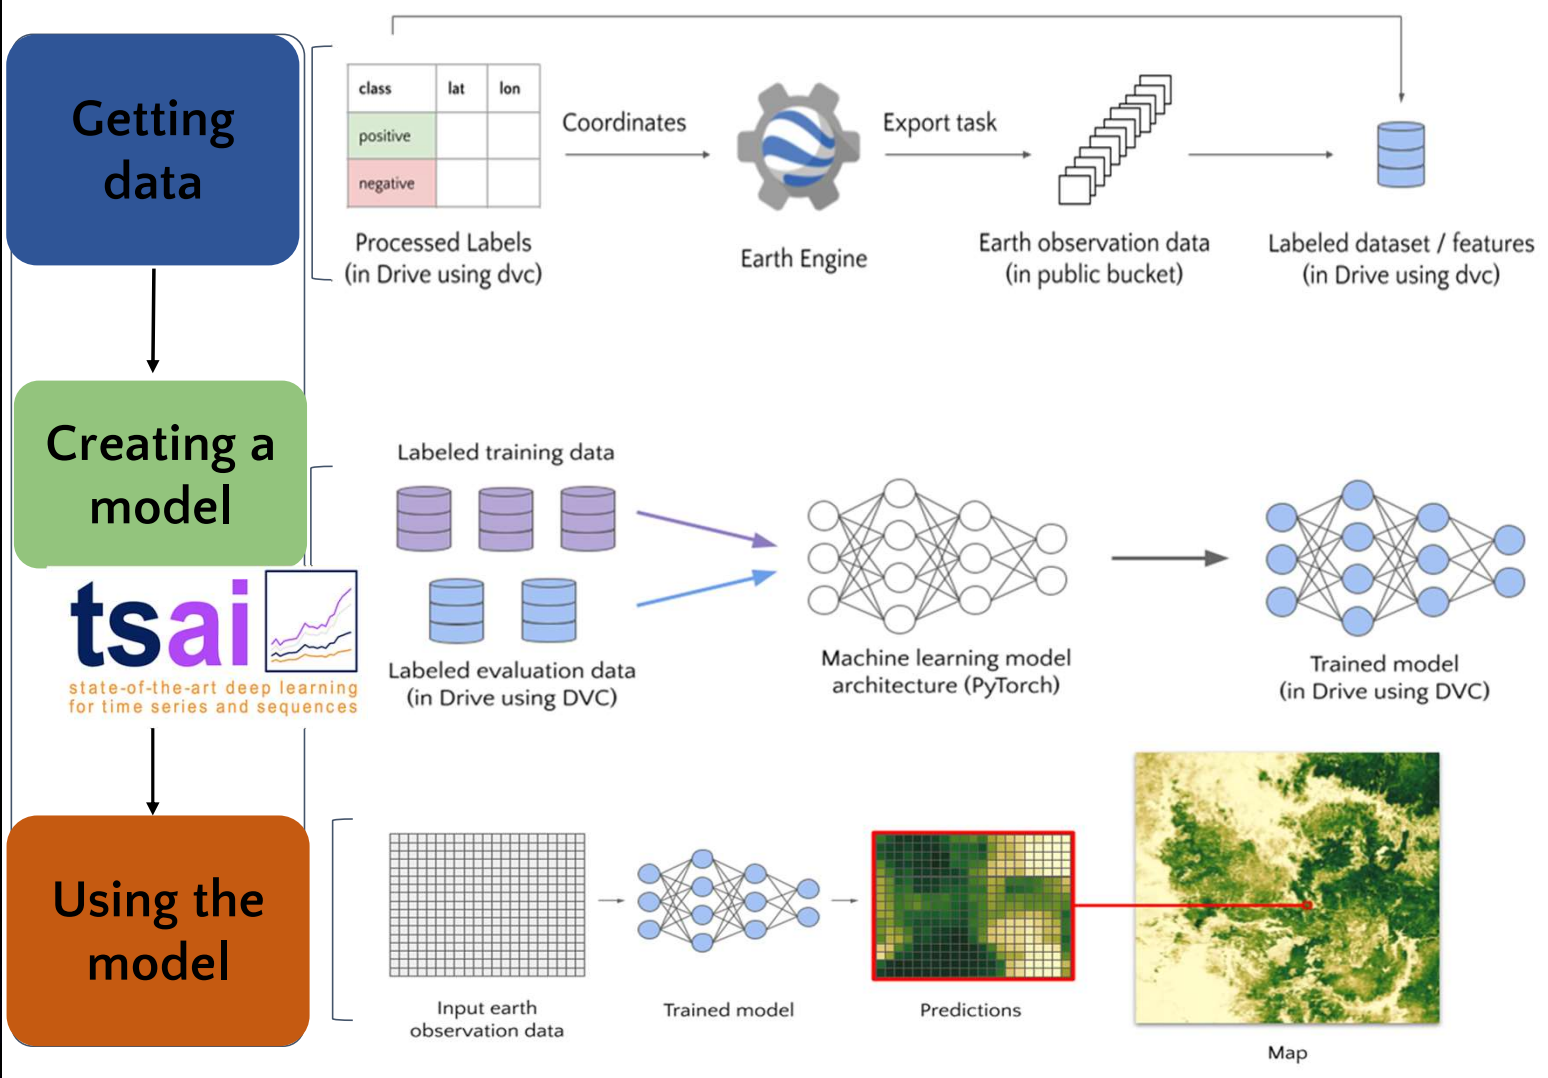 Getting
data
class lat lon
positive
negative
Processed Labels
(in Drive using dvc)
Coordinates
Earth Engine
Export task
Earth observation data
(in public bucket)
Labeled dataset / features
(in Drive using dvc)
Creating a
model
tsai
state-of-the-art deep learning
for time series and sequences
Labeled training data
Labeled evaluation data
(in Drive using DVC)
Machine learning model
architecture (PyTorch)
Trained model
(in Drive using DVC)
Using the
model
Input earth
observation data
Trained model
Predictions
Map